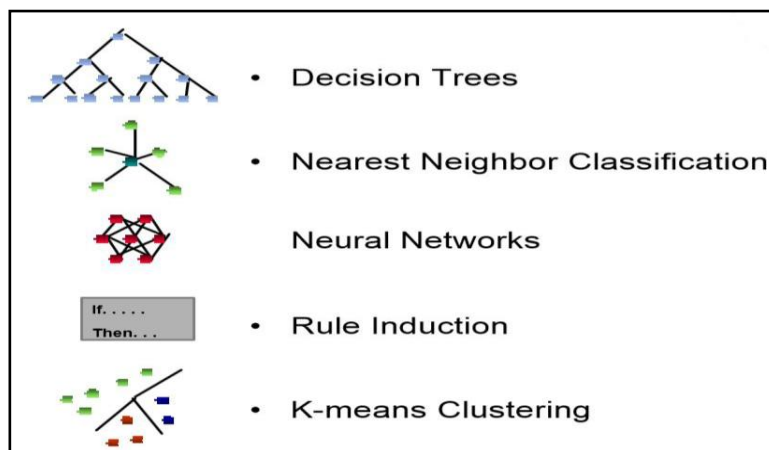 • Decision Trees
• Nearest Neighbor Classification
Neural Networks
If. . . . .
Then. . .
• Rule Induction
• K-means Clustering